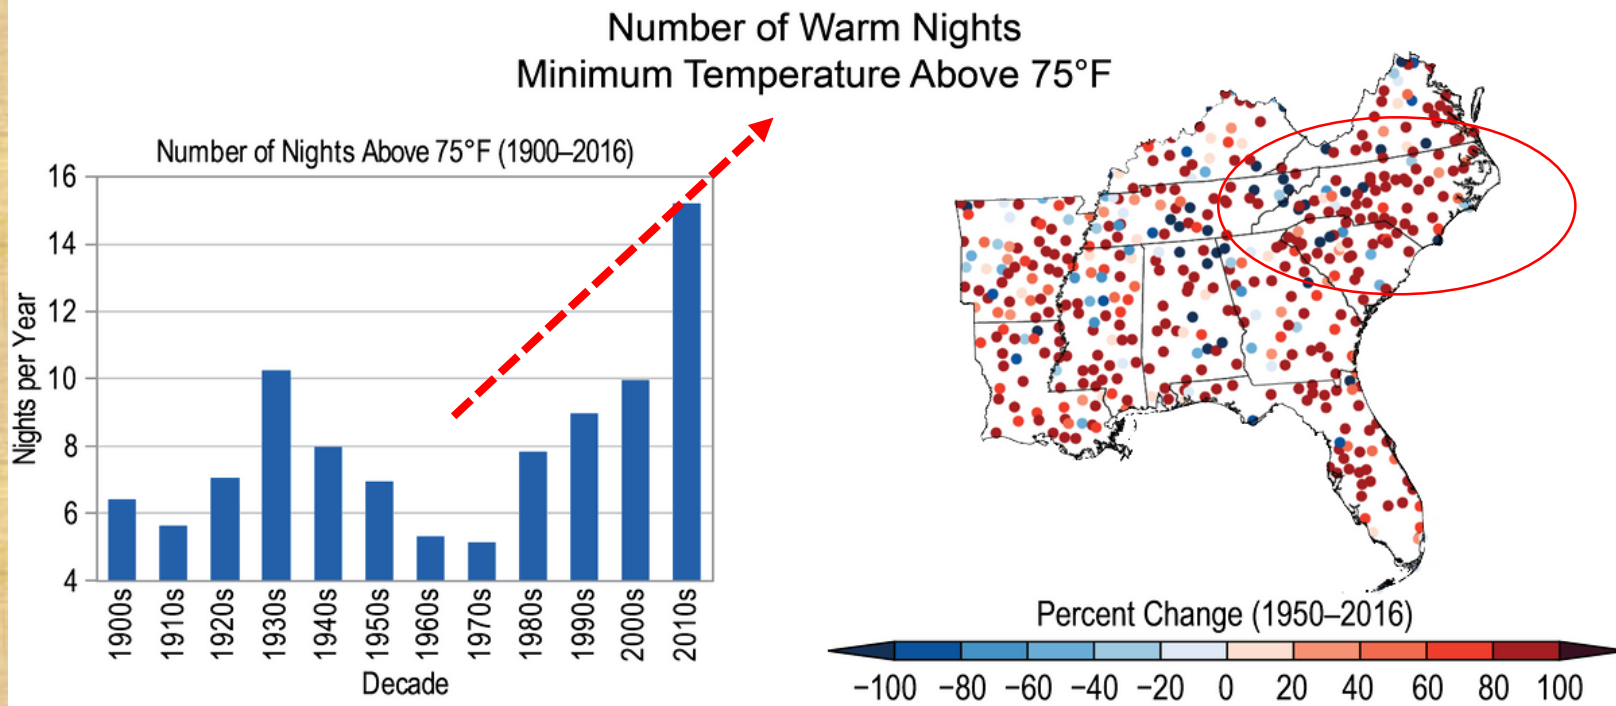 Number of Warm Nights
Minimum Temperature Above 75°F
Number of Nights Above 75°F (1900–2016)
Nights per Year
16
14
12
10
8
6
4
1900s
1910s
1920s
1930s
1940s
1950s
1960s
1970s
1980s
1990s
2000s
2010s
Decade
Percent Change (1950–2016)
−100 −80 −60 −40 −20 0 20 40 60 80 100